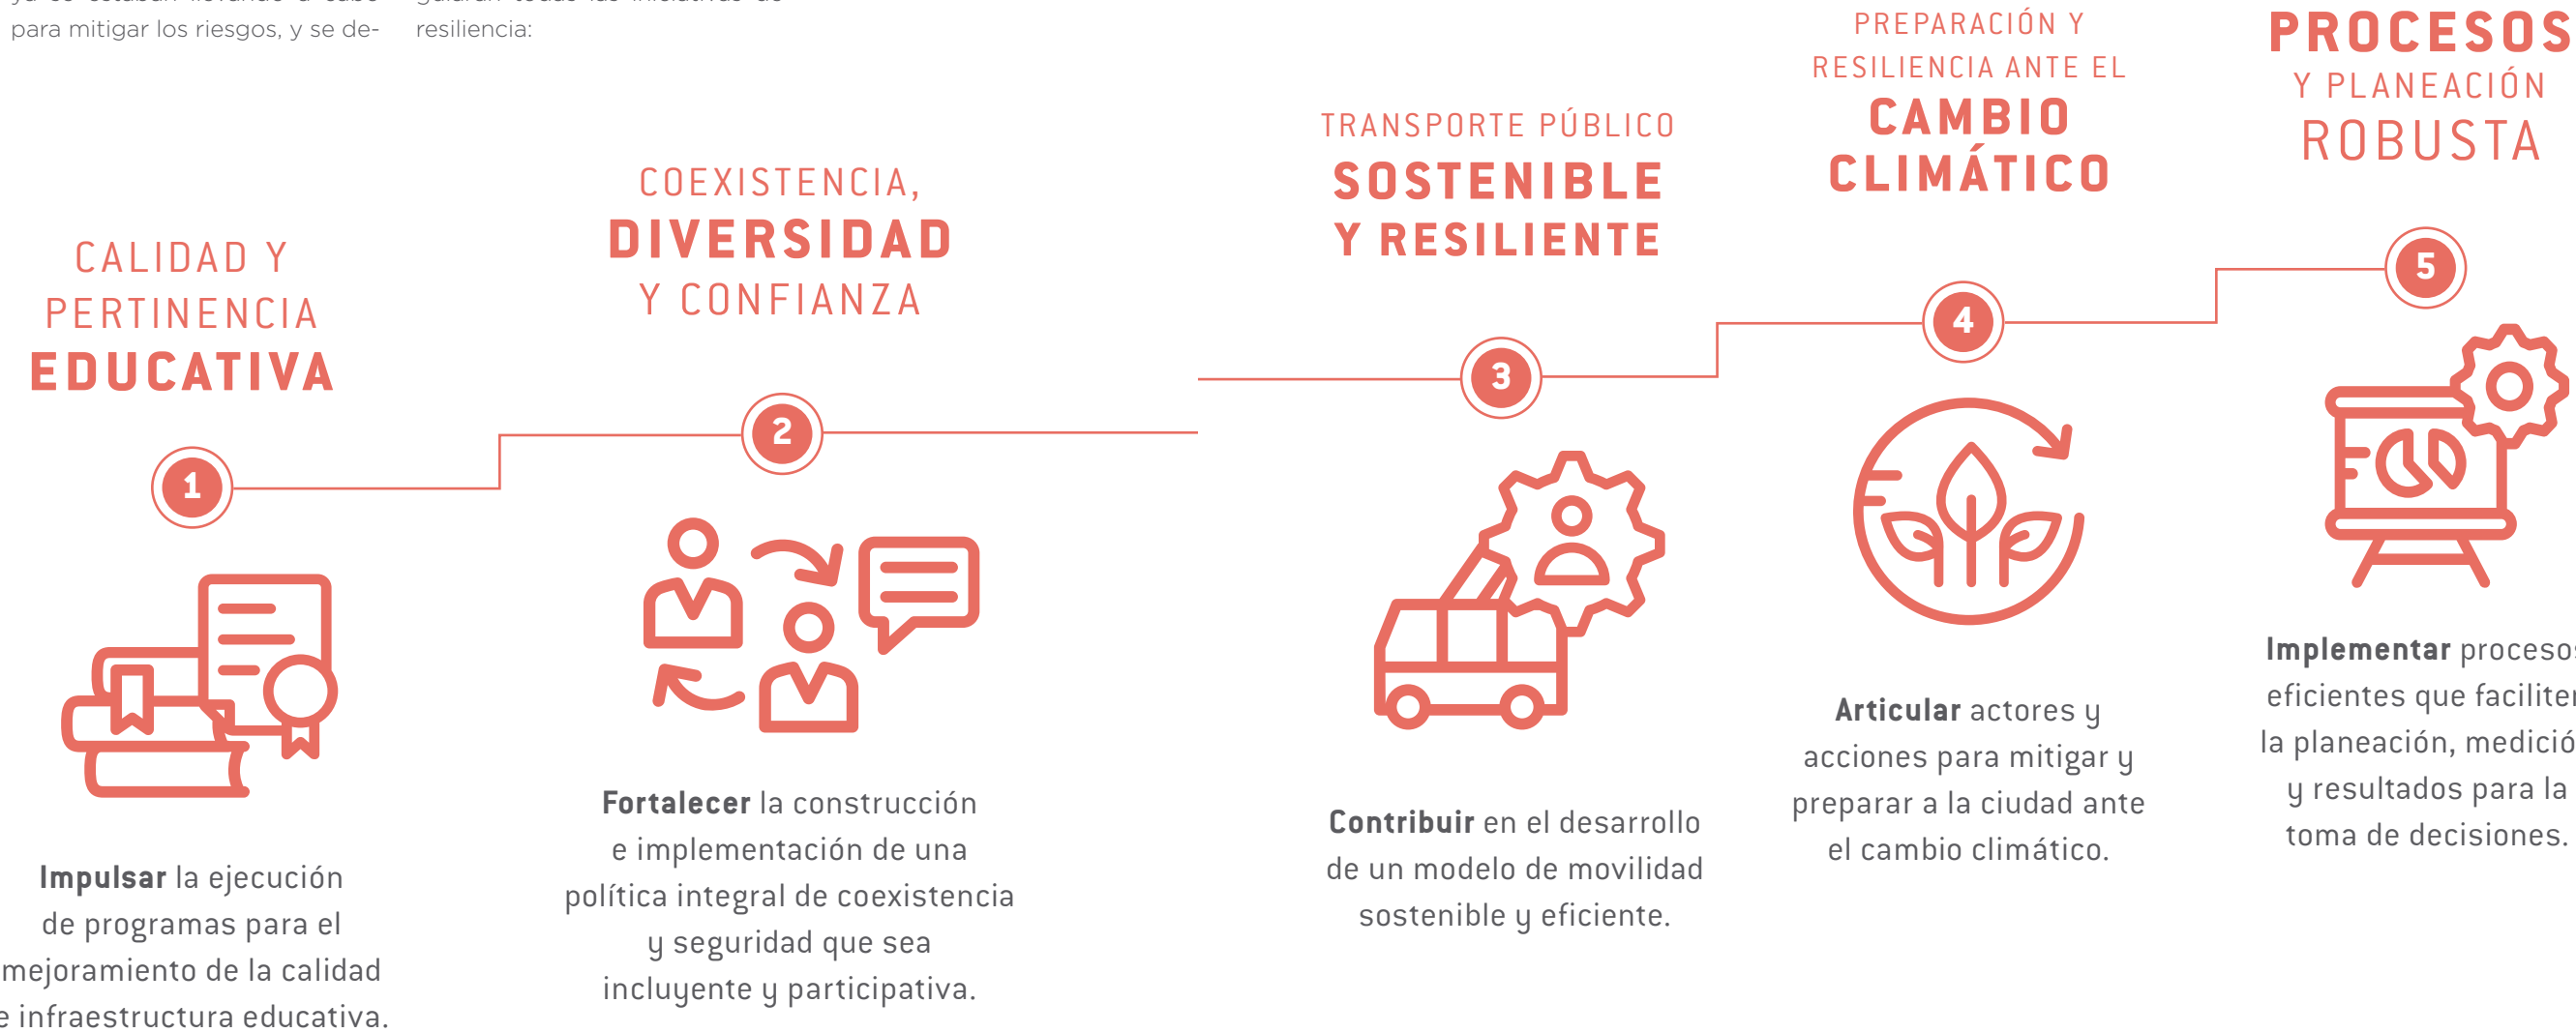 para mitigar los riesgos, y se de-
resiliencia:
CALIDAD Y
PERTINENCIA
EDUCATIVA
1
Impulsar la ejecución
de programas para el
mejoramiento de la calidad
e infraestructura educativa.
COEXISTENCIA,
DIVERSIDAD
Y CONFIANZA
2
Fortalecer la construcción
e implementación de una
política integral de coexistencia
y seguridad que sea
incluyente y participativa.
TRANSPORTE PÚBLICO
SOSTENIBLE
Y RESILIENTE
3
Contribuir en el desarrollo
de un modelo de movilidad
sostenible y eficiente.
PREPARACIÓN Y
RESILIENCIA ANTE EL
CAMBIO
CLIMÁTICO
4
Articular actores y
acciones para mitigar y
preparar a la ciudad ante
el cambio climático.
PROCESOS
Y PLANEACIÓN
ROBUSTA
5
Implementar procesos
eficientes que faciliten
la planeación, medición
y resultados para la
toma de decisiones.